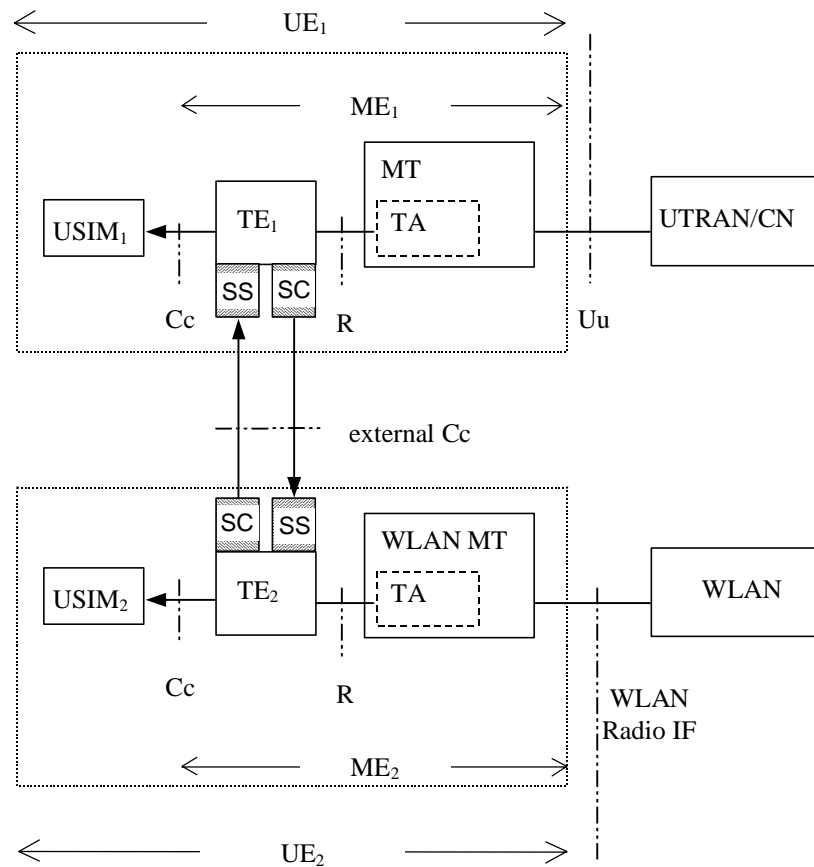 UE1
ME1
MT
USIM1
TE1
TA
UTRAN/CN
SS
SC
Cc
R
Uu
external Cc
SC
SS
WLAN MT
USIM2
TE2
TA
WLAN
Cc
R
WLAN
Radio IF
ME2
UE2